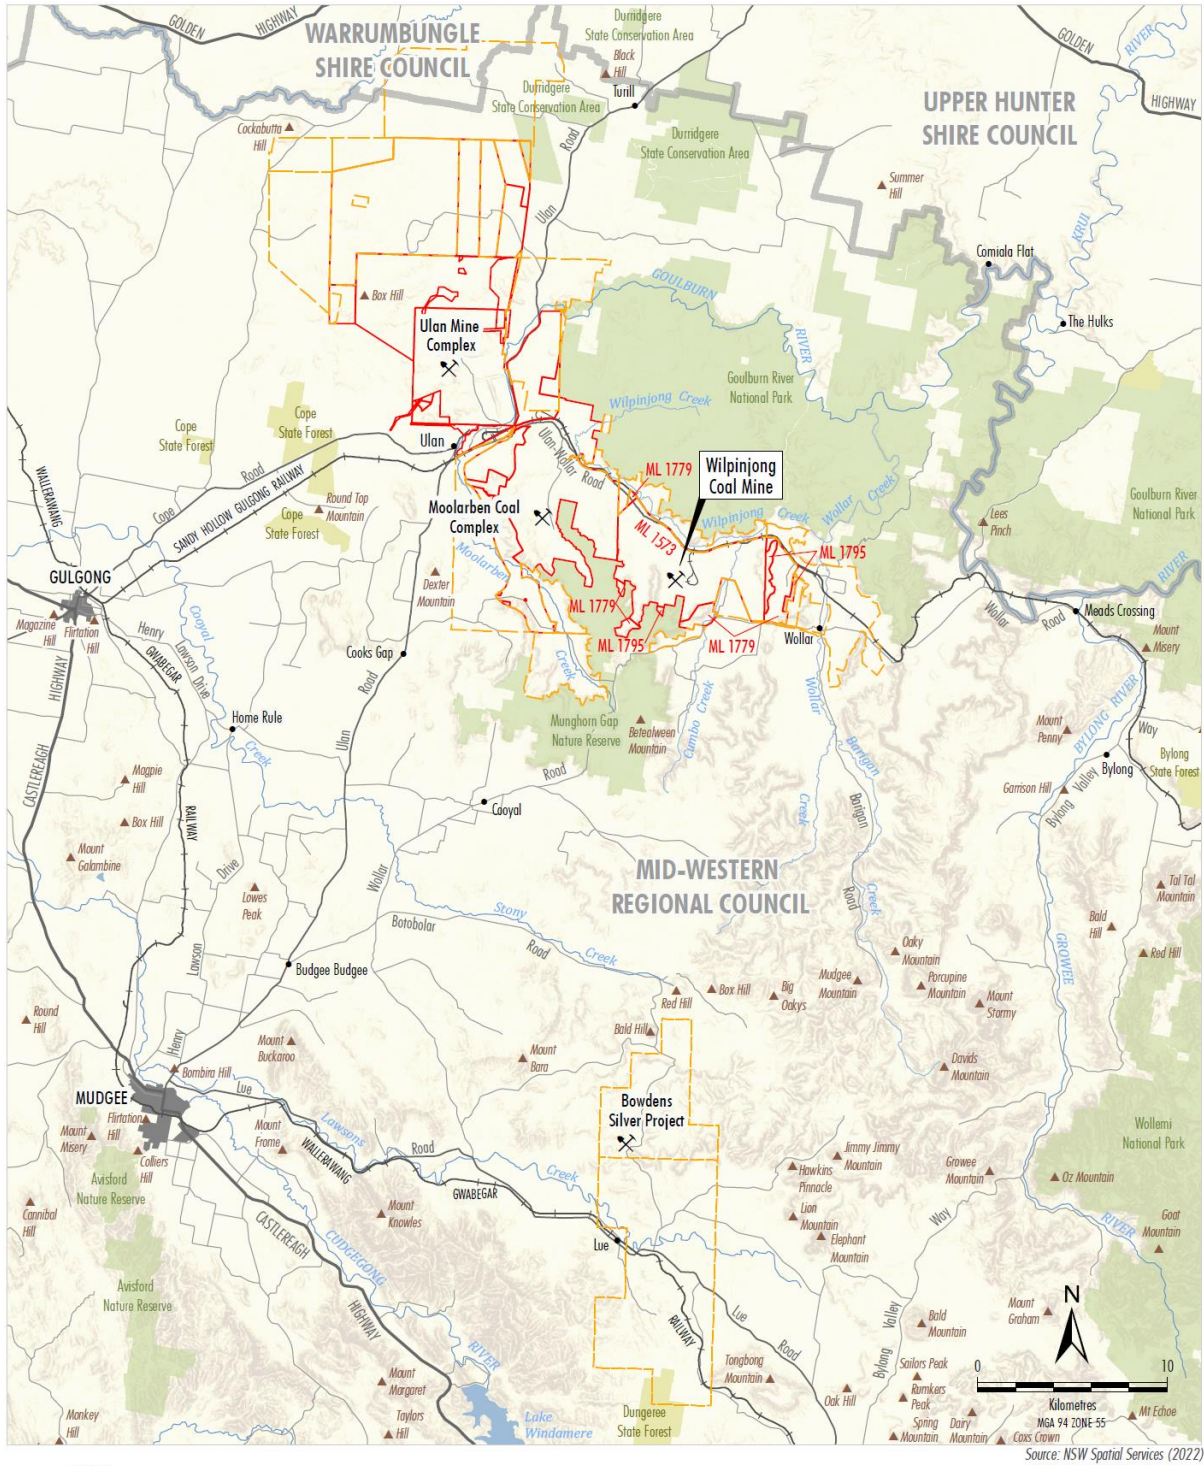 GOLDEN
HIGHWAY
WARRUMBUNGLE
SHIRE COUNCIL
Durridgere
State Conservation Area
Black
Hill
Turill
Durridgere
State Conservation Area
GOLDEN
HIGHWAY
RIVER
UPPER HUNTER
SHIRE COUNCIL
Cockabutta
Hill
Road
Durridgere
State Conservation Area
Summer
Hill
Ulan
KRUI
Comiala Flat
GOULBURN
RIVER
Box Hill
The Hulks
Ulan Mine
Complex
Goulburn River
National Park
Wilpinjong Creek
Cope
State Forest
Cope
State Forest
Ulan
Ulan-Wollar Road
WALLERAWANG
Cope
Road
SANDY HOLLOW GULGONG RAILWAY
ML 1779
Wilpinjong
Coal Mine
Wollar
Creek
Goulburn River
National Park
Round Top
Mountain
Cope
State Forest
Moolarben Coal
Complex
Wilpinjong
Creek
Lees
Pinch
ML 1573
ML 1795
Moolarben
Creek
GULGONG
Dexter
Mountain
RIVER
ML 1779
Magazine
Hill
Flirtation
Hill
Cooyal
Creek
Henry
Lawson Drive
GWABEGAR
RAILWAY
ML 1795
ML 1779
Wollar
Wollar
Road
Meads Crossing
Mount
Misery
Cooks Gap
HIGHWAY
CASTLEREAGH
Road
Ulan
Home Rule
Munghorn Gap
Nature Reserve
Betealween
Mountain
Cumbo Creek
Wollar
Creek
Barigan
Creek
Mount
Penny
BYLONG RIVER
Way
Bylong
Bylong
State Forest
Magpie
Hill
Road
Garrison Hill
Bylong Valley
Box Hill
Cooyal
Barigan
Road
Mount
Galambine
Drive
Lowes
Peak
Wollar
MID-WESTERN
REGIONAL COUNCIL
Tal Tal
Mountain
Botobolar
Road
Stony
Creek
Bald
Hill
Lawson
Oaky
Mountain
GROWEE
RIVER
Red Hill
Budgee Budgee
Mudgee
Mountain
Porcupine
Mountain
Red Hill
Box Hill
Big
Oakys
Mount
Stormy
Round
Hill
Henry
Mount
Buckaroo
Bald Hill
Mount
Bara
Davids
Mountain
Bombira Hill
MUDGEE
Lue
Road
Bowdens
Silver Project
Wollemi
National Park
Flirtation
Hill
Mount
Misery
Mount
Frome
Lawsons
Creek
WALLERAWANG
GWABEGAR
RAILWAY
Jimmy Jimmy
Mountain
Colliers
Hill
Hawkins
Pinnacle
Growee
Mountain
Oz Mountain
Avisford
Nature Reserve
Cannibal
Hill
Mount
Knowles
Lion
Mountain
Elephant
Mountain
Way
Goat
Mountain
CASTLEREAGH
HIGHWAY
CUDGEGONG
RIVER
Lue
Avisford
Nature Reserve
Lue
Road
Bylong
Valley
Bald
Mountain
Mount
Graham
N
Tongbong
Mountain
Sailors Peak
0 10
Kilometres
MGA 94 ZONE 55
Mount
Margaret
Oak Hill
Rumkers
Peak
Monkey
Hill
Taylors
Hill
Lake
Windamere
Dungeree
State Forest
Spring
Mountain
Dairy
Mountain
Coxs Crown
Mt Echoe
Source: NSW Spatial Services (2022)